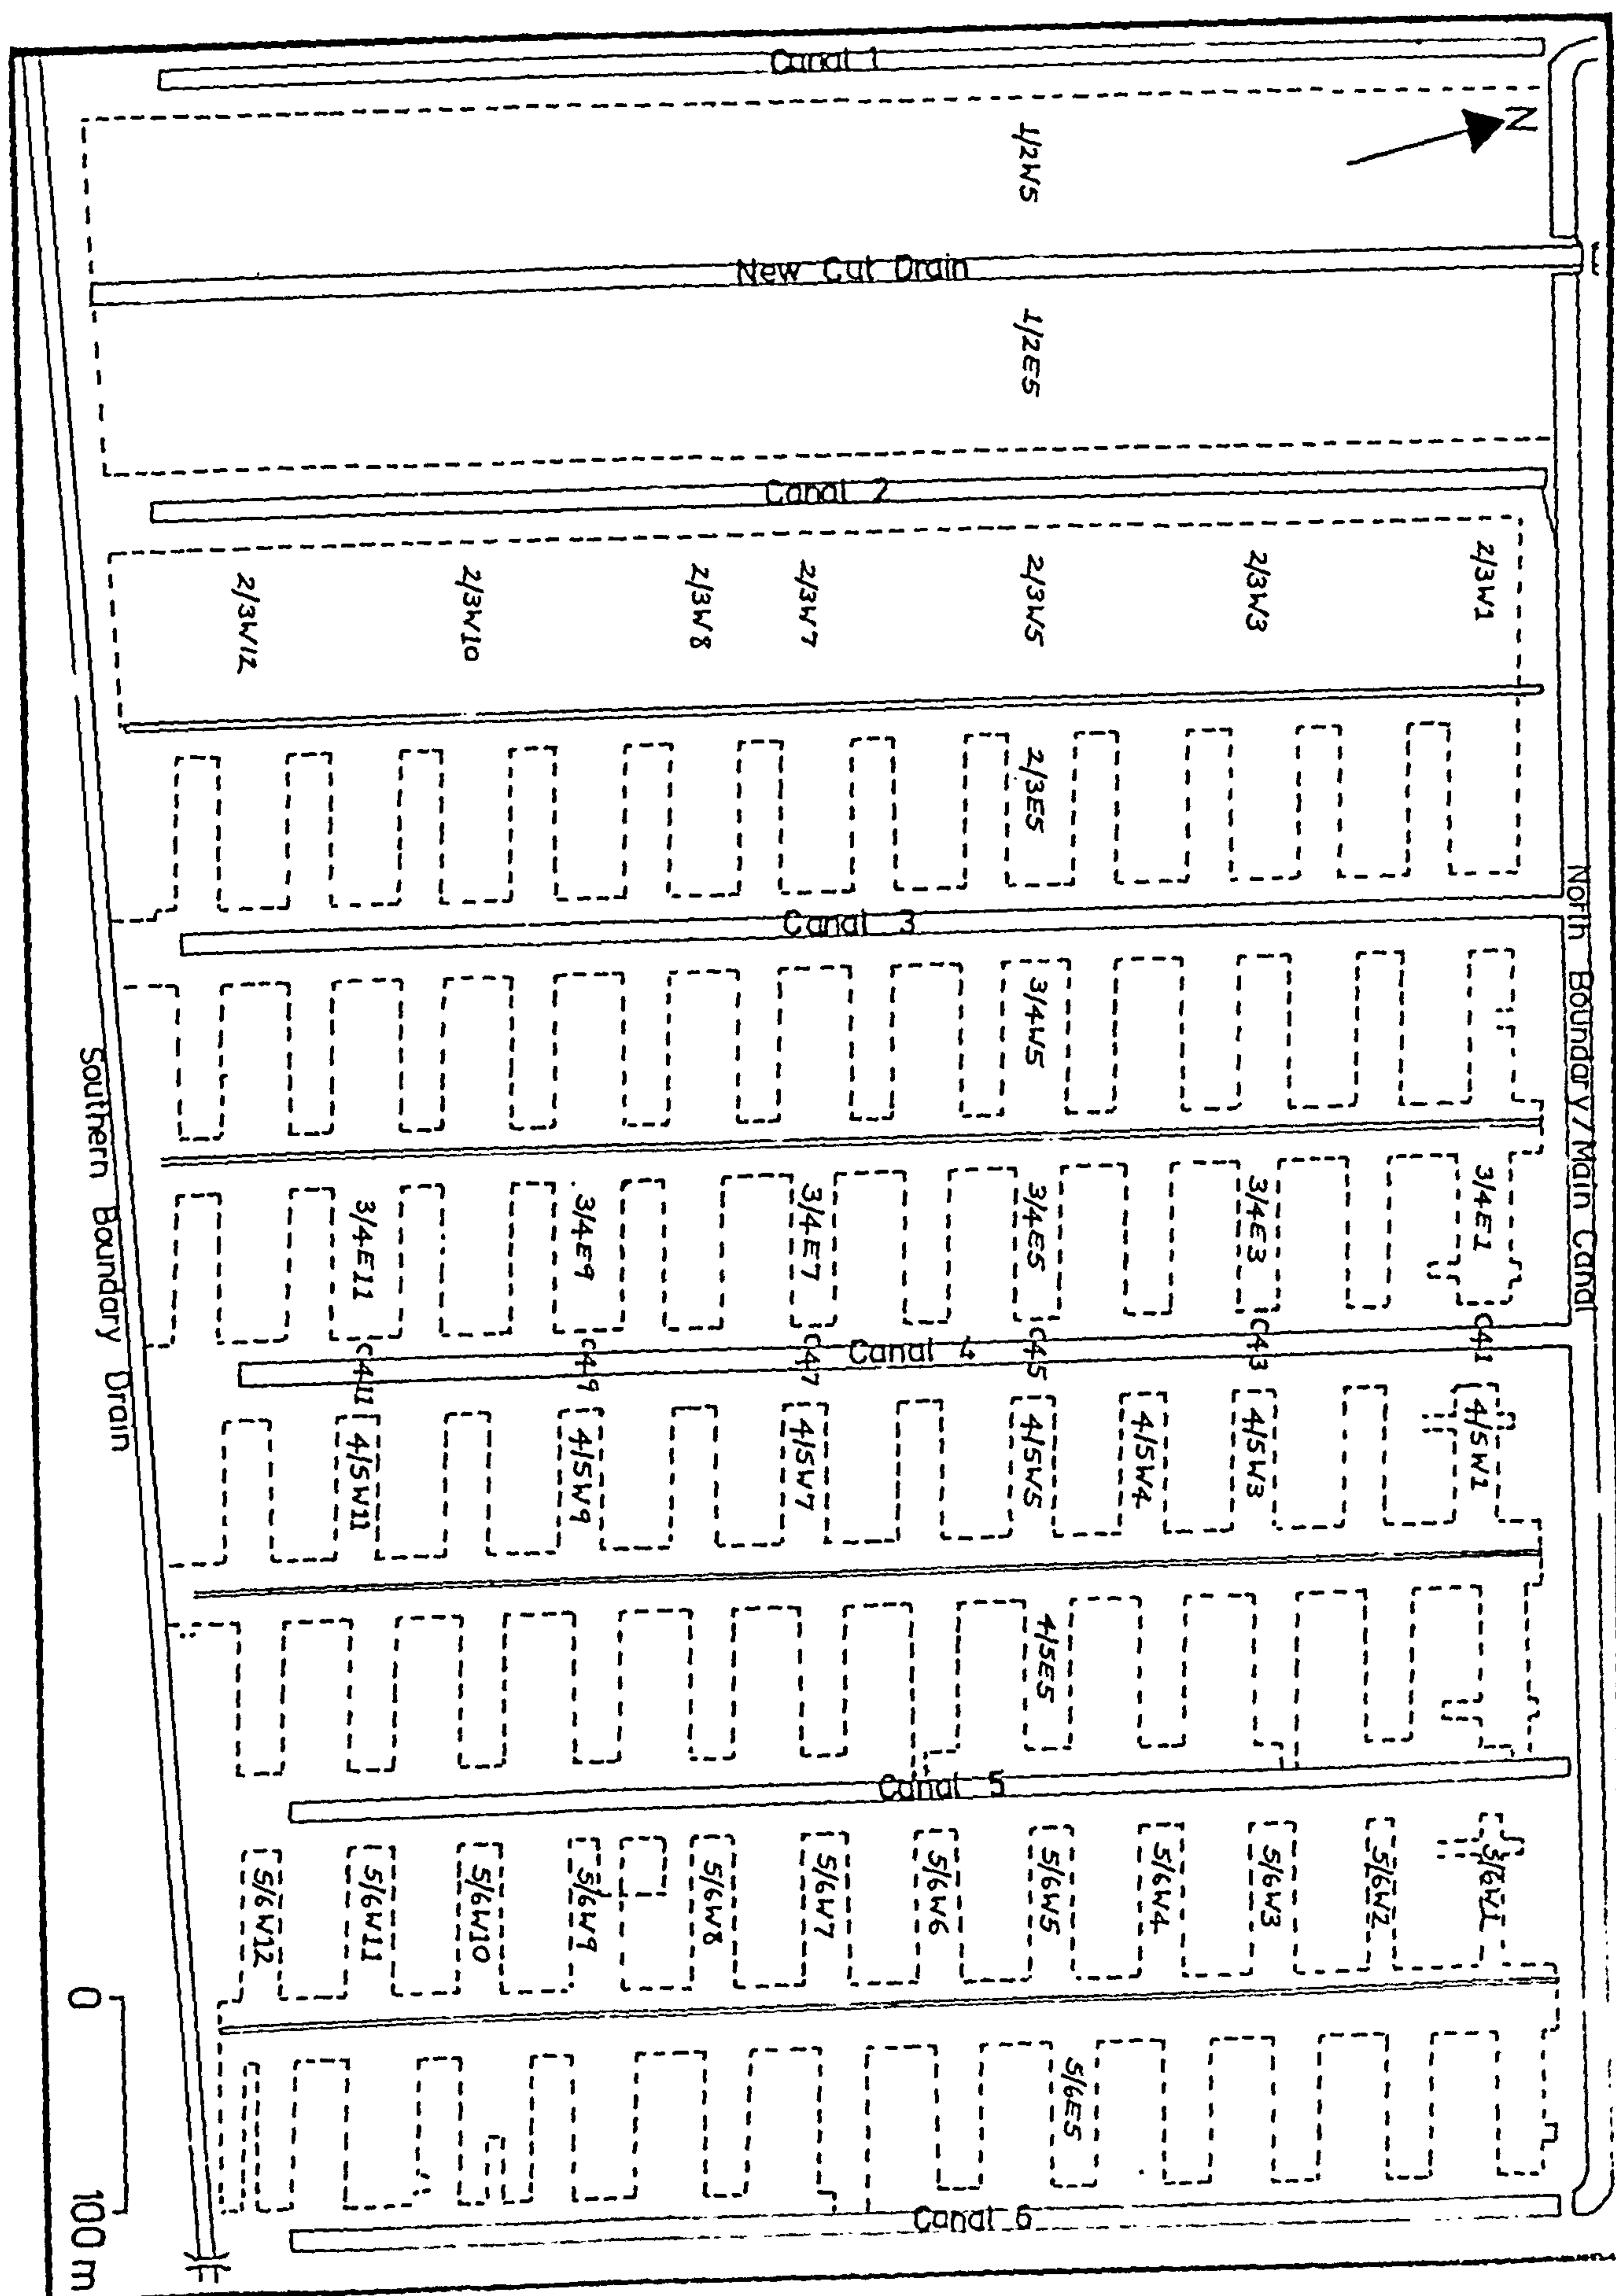 Canal 1
N
1/2W5
New Cut Drain
1/2E5
Canal 2
2/3W12
2/3W10
2/3W8
2/3W7
2/3W5
2/3W3
2/3W1
2/3E5
Canal 3
North Boundary/Main Canal
3/4W5
Southern Boundary Drain
3/4E11
3/4E9
3/4E7
3/4E5
3/4E3
3/4E1
C411
C49
C47
Canal 4
C45
C43
C41
4/5W11
4/5W9
4/5W7
4/5W5
4/5W4
4/5W3
4/5W1
4/5E5
Canal 5
5/6W12
5/6W11
5/6W10
5/6W9
5/6W8
5/6W7
5/6W6
5/6W5
5/6W4
5/6W3
5/6W2
5/6W1
5/6E5
Canal 6
0 100 m